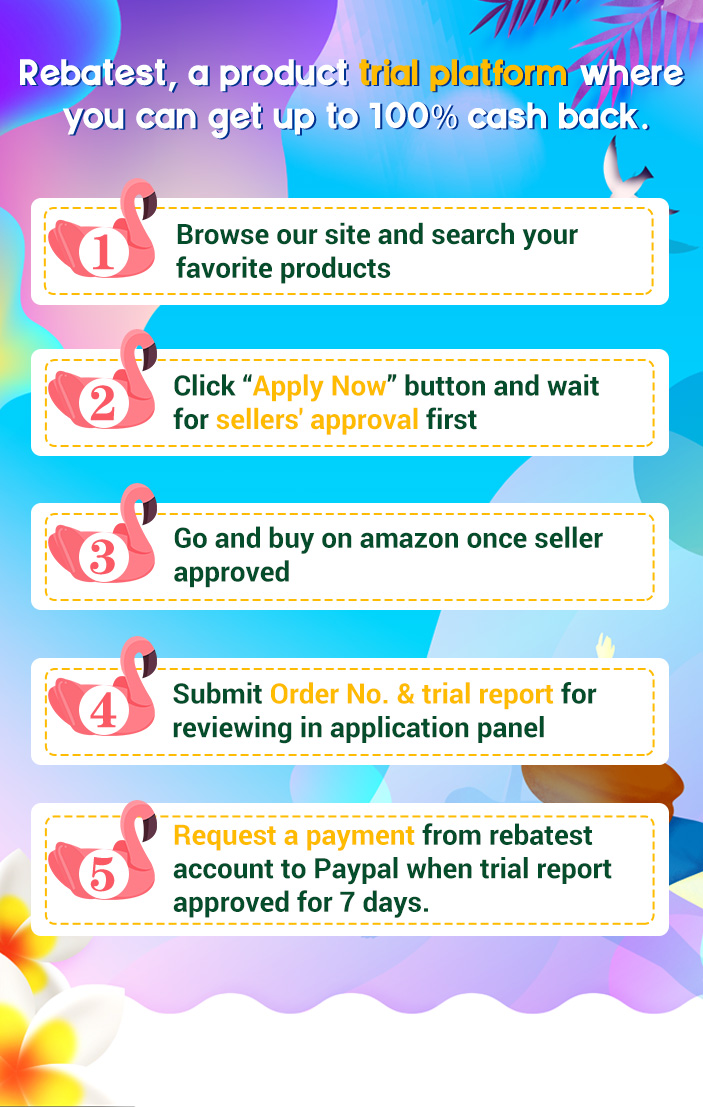 Rebatest, a product trial platform where
you can get up to 100% cash back.
1
Browse our site and search your
favorite products
2
Click “Apply Now” button and wait
for sellers' approval first
3
Go and buy on amazon once seller
approved
4
Submit Order No. & trial report for
reviewing in application panel
5
Request a payment from rebatest
account to Paypal when trial report
approved for 7 days.